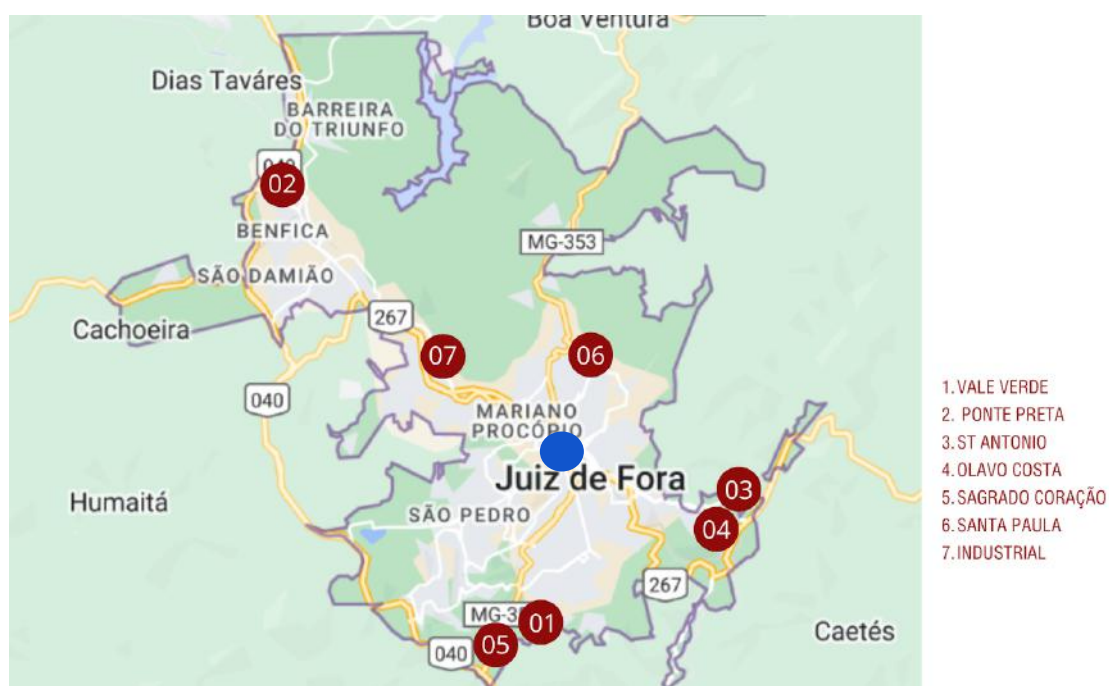 Boa Ventura
Dias Taváres
BARREIRA
DO TRIUNFO
02
BENFICA
MG-353
SÃO DAMIÃO
267
Cachoeira
07
06
040
MARIANO
PROCÓPIO
Juiz de Fora
03
Humaitá
SÃO PEDRO
04
267
01
Caetés
05
040
1. VALE VERDE
2. PONTE PRETA
3. ST ANTONIO
4. OLAVO COSTA
5. SAGRADO CORAÇÃO
6. SANTA PAULA
7. INDUSTRIAL